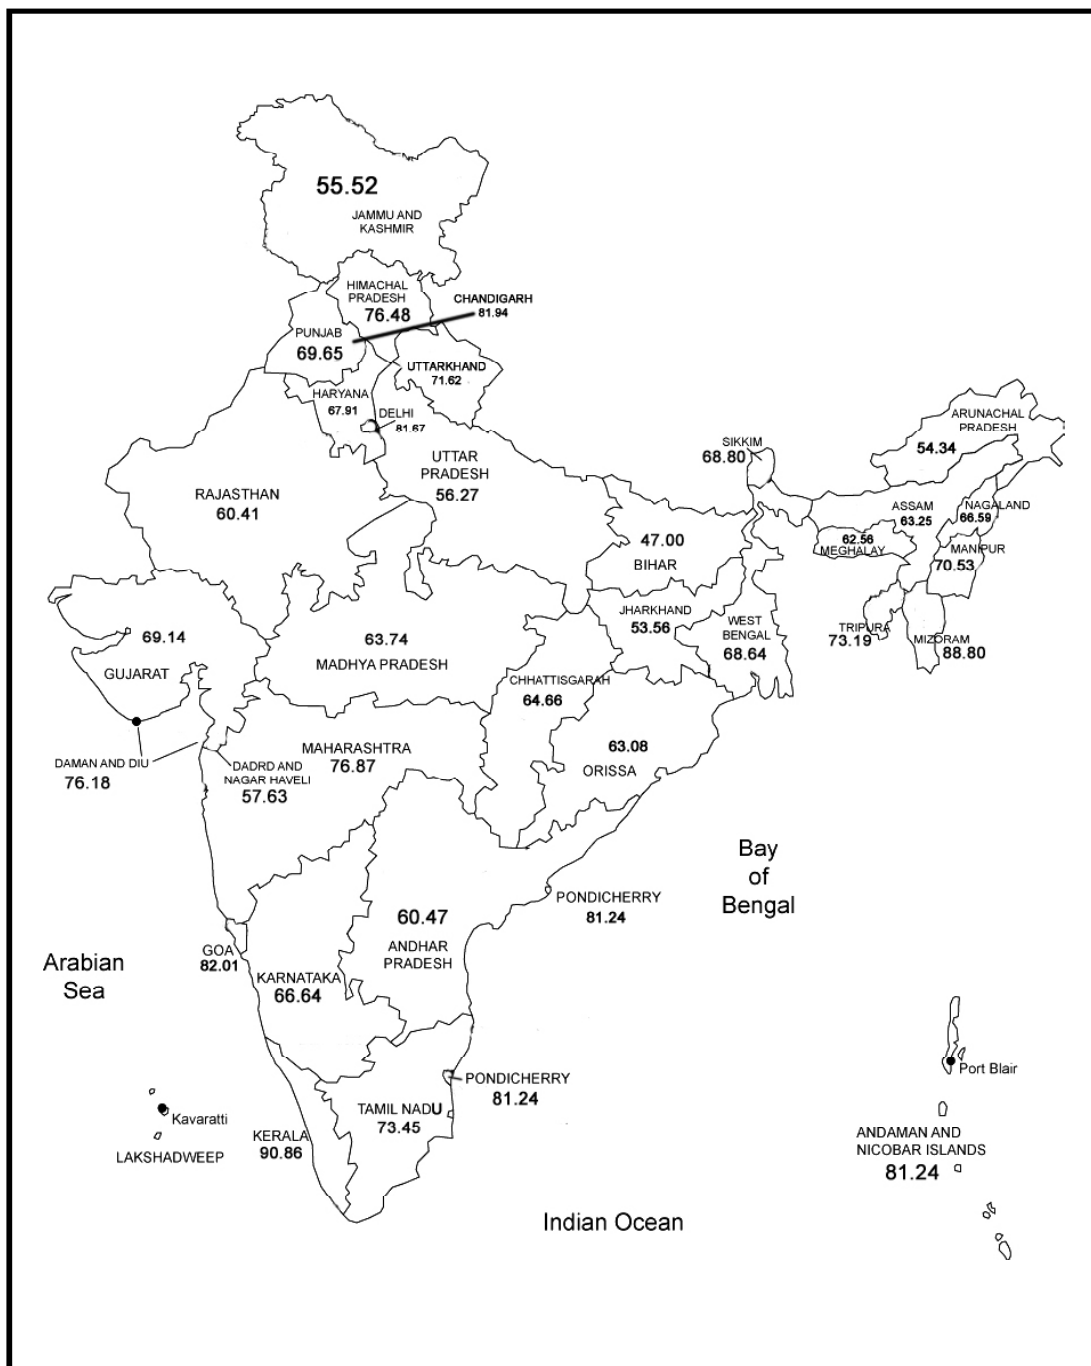 55.52
JAMMU AND
KASHMIR
HIMACHAL
PRADESH
76.48
CHANDIGARH
81.94
PUNJAB
69.65
UTTARKHAND
71.62
HARYANA
67.91
DELHI
81.67
ARUNACHAL
PRADESH
54.34
SIKKIM
68.80
UTTAR
PRADESH
56.27
RAJASTHAN
60.41
ASSAM
63.25
NAGALAND
66.59
62.56
MEGHALAY
MANIPUR
70.53
47.00
BIHAR
JHARKHAND
53.56
WEST
BENGAL
68.64
TRIPURA
73.19
MIZORAM
88.80
69.14
GUJARAT
63.74
MADHYA PRADESH
CHHATTISGARAH
64.66
63.08
ORISSA
DAMAN AND DIU
76.18
DADRD AND
NAGAR HAVELI
57.63
MAHARASHTRA
76.87
Bay
of
Bengal
PONDICHERRY
81.24
60.47
ANDHAR
PRADESH
GOA
82.01
Arabian
Sea
KARNATAKA
66.64
Port Blair
PONDICHERRY
81.24
Kavaratti
LAKSHADWEEP
TAMIL NADU
73.45
KERALA
90.86
ANDAMAN AND
NICOBAR ISLANDS
81.24
Indian Ocean